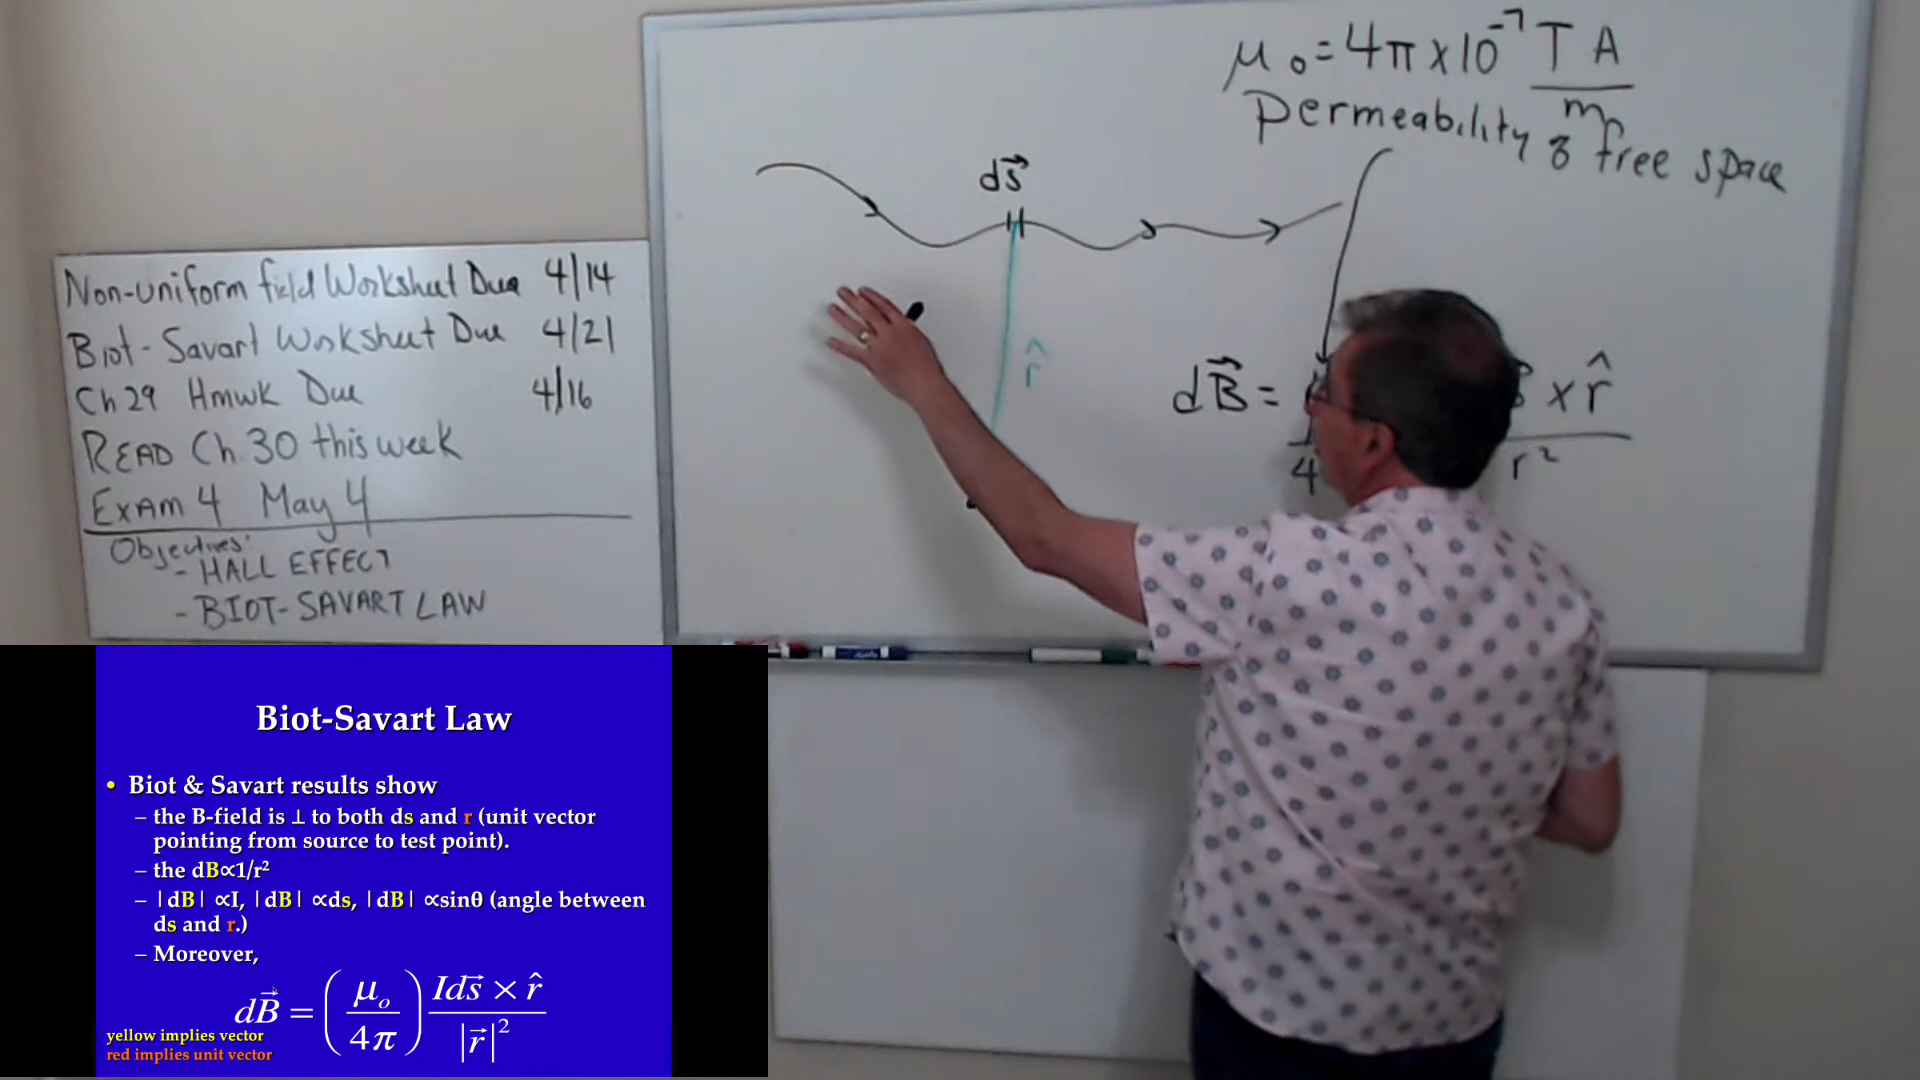 Non-uniform field Worksheet Due 4/14
Biot-Savart Worksheet Due 4/21
Ch 29 Hmwk Due 4/16
READ Ch. 30 this week
EXAM 4 May 4
Objectives:
- HALL EFFECT
- BIOT-SAVART LAW
μ₀ = 4π x 10⁻⁷ T A / m
Permeability of free space
ds⃗
r̂
dB⃗ =
4
x r̂
r²
Biot-Savart Law
• Biot & Savart results show
– the B-field is ⊥ to both ds and r (unit vector
pointing from source to test point).
– the dB∝1/r²
– |dB| ∝I, |dB| ∝ds, |dB| ∝sinθ (angle between
ds and r.)
– Moreover,
dB⃗ = (μₒ/4π) Ids⃗ × r̂ / |r⃗|²
yellow implies vector
red implies unit vector